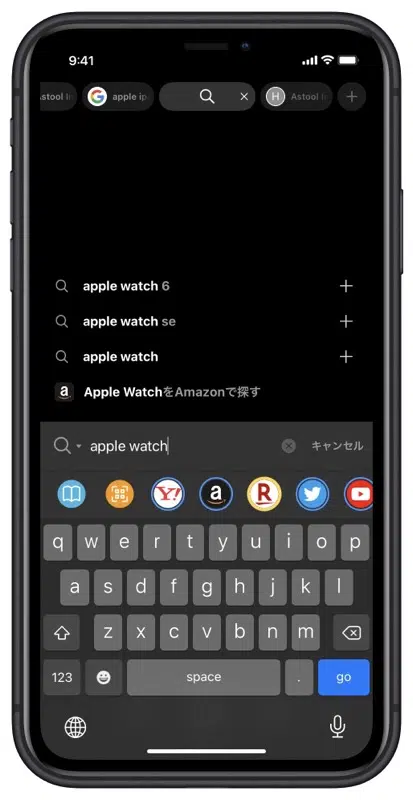 9:41
astool In
apple ip
Astool I
apple watch 6
apple watch se
apple watch
Apple WatchをAmazonで探す
apple watch
キャンセル
Y! a R
q w e r t y u i o p
a s d f g h j k l
z x c v b n m
123 space . go